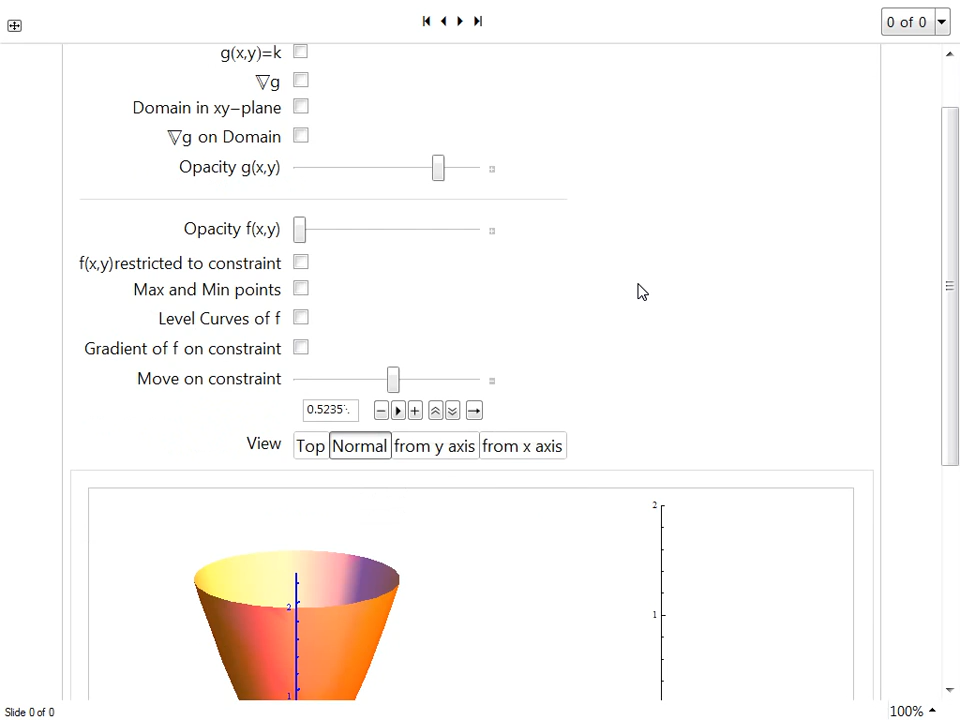 0 of 0
g(x,y)=k
▽g
Domain in xy−plane
▽g on Domain
Opacity g(x,y)
Opacity f(x,y)
f(x,y)restricted to constraint
Max and Min points
Level Curves of f
Gradient of f on constraint
Move on constraint
0.5235
View Top Normal from y axis from x axis
2
2
1
1
Slide 0 of 0
100%